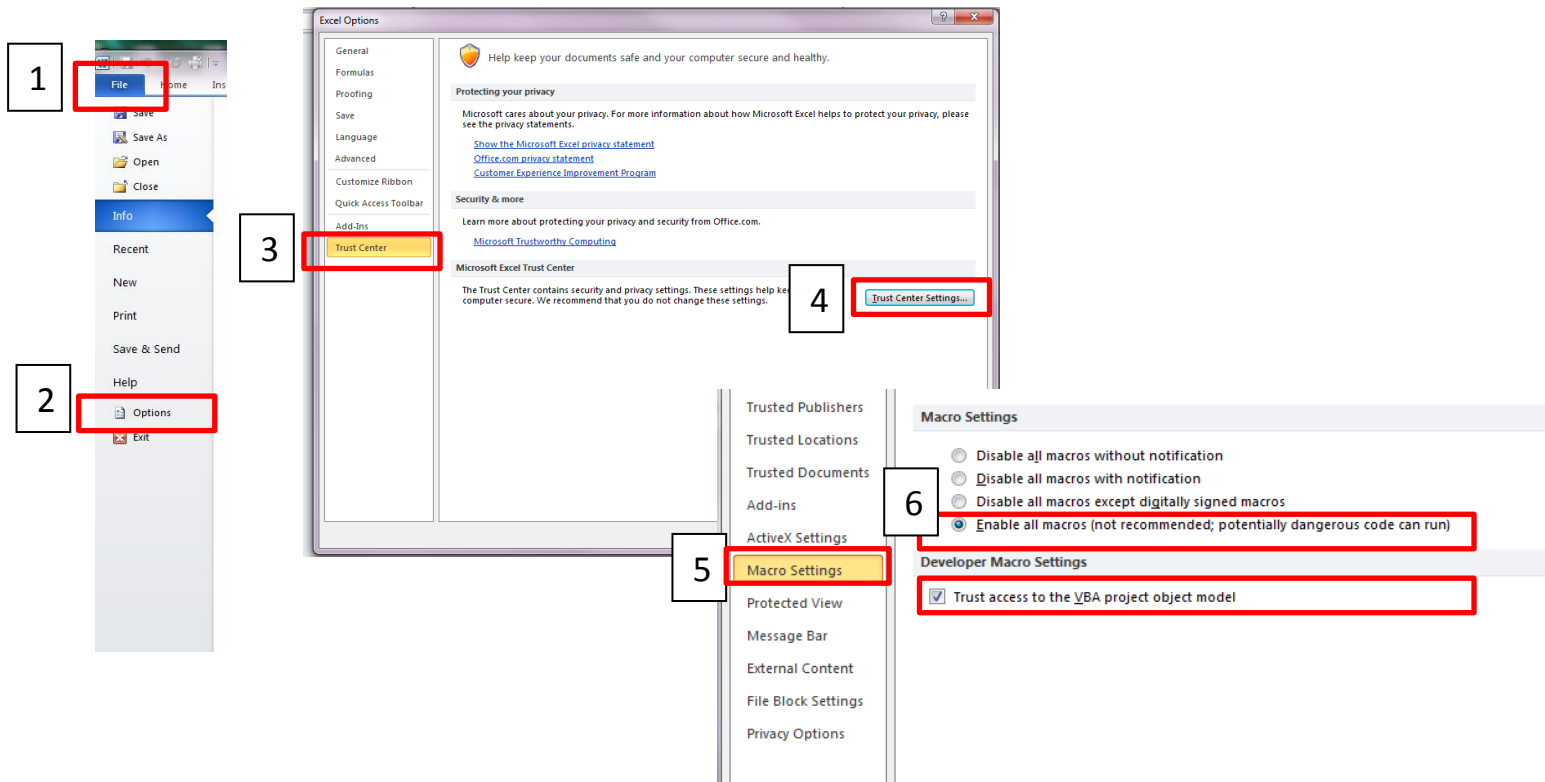 1
File
Home
Ins
Save
Save As
Open
Close
Info
Recent
New
Print
Save & Send
Help
2
Options
Exit
Excel Options
General
Formulas
Proofing
Save
Language
Advanced
Customize Ribbon
Quick Access Toolbar
Add-Ins
3
Trust Center
Help keep your documents safe and your computer secure and healthy.
Protecting your privacy
Microsoft cares about your privacy. For more information about how Microsoft Excel helps to protect your privacy, please
see the privacy statements.
Show the Microsoft Excel privacy statement
Office.com privacy statement
Customer Experience Improvement Program
Security & more
Learn more about protecting your privacy and security from Office.com.
Microsoft Trustworthy Computing
Microsoft Excel Trust Center
The Trust Center contains security and privacy settings. These settings help
computer secure. We recommend that you do not change these settings.
4
Trust Center Settings...
Trusted Publishers
Trusted Locations
Trusted Documents
Add-ins
ActiveX Settings
5
Macro Settings
Protected View
Message Bar
External Content
File Block Settings
Privacy Options
Macro Settings
Disable all macros without notification
Disable all macros with notification
Disable all macros except digitally signed macros
6
Enable all macros (not recommended; potentially dangerous code can run)
Developer Macro Settings
Trust access to the VBA project object model